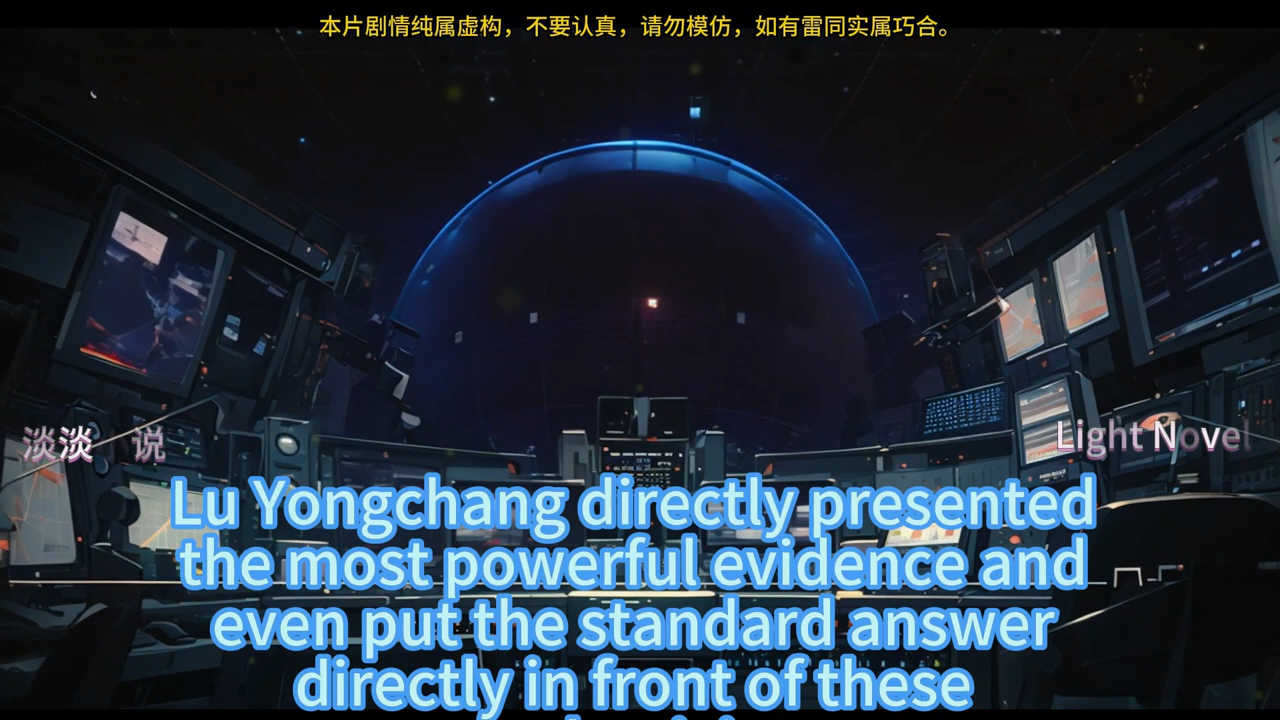 本片剧情纯属虚构，不要认真，请勿模仿，如有雷同实属巧合。
淡淡 说
Light Novel
Lu Yongchang directly presented
the most powerful evidence and
even put the standard answer
directly in front of these